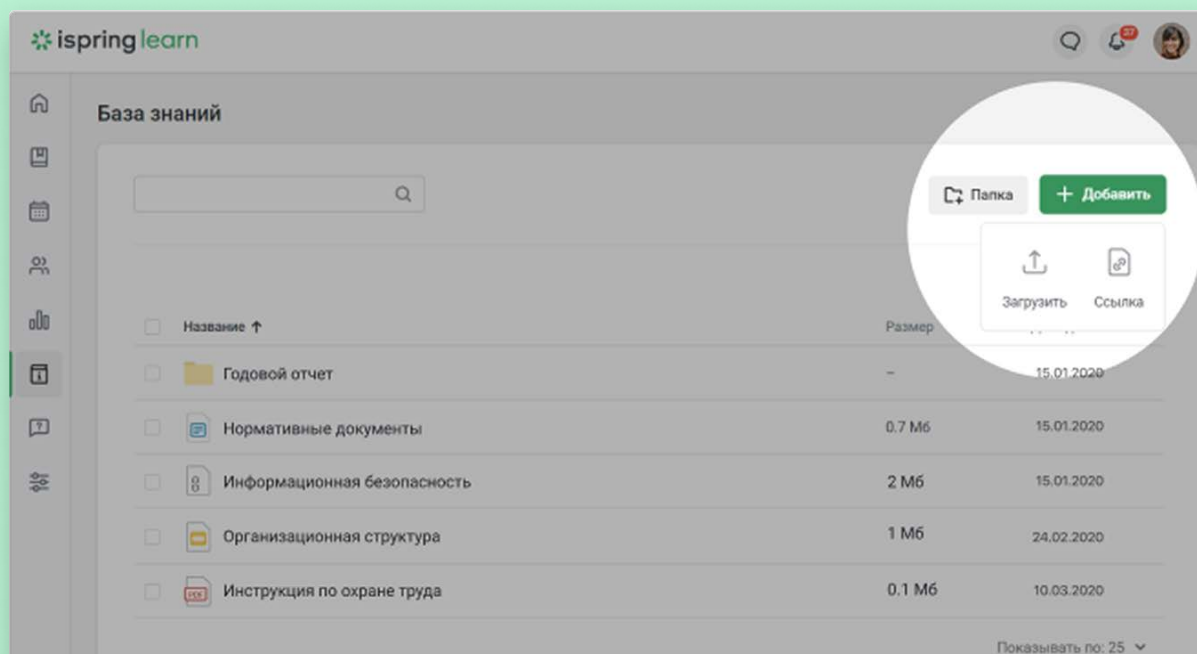 ispring learn
37
База знаний
Папка
+ Добавить
Загрузить Ссылка
Название ↑ Размер
Годовой отчет – 15.01.2020
Нормативные документы 0.7 Мб 15.01.2020
Информационная безопасность 2 Мб 15.01.2020
Организационная структура 1 Мб 24.02.2020
PDF Инструкция по охране труда 0.1 Мб 10.03.2020
Показывать по: 25